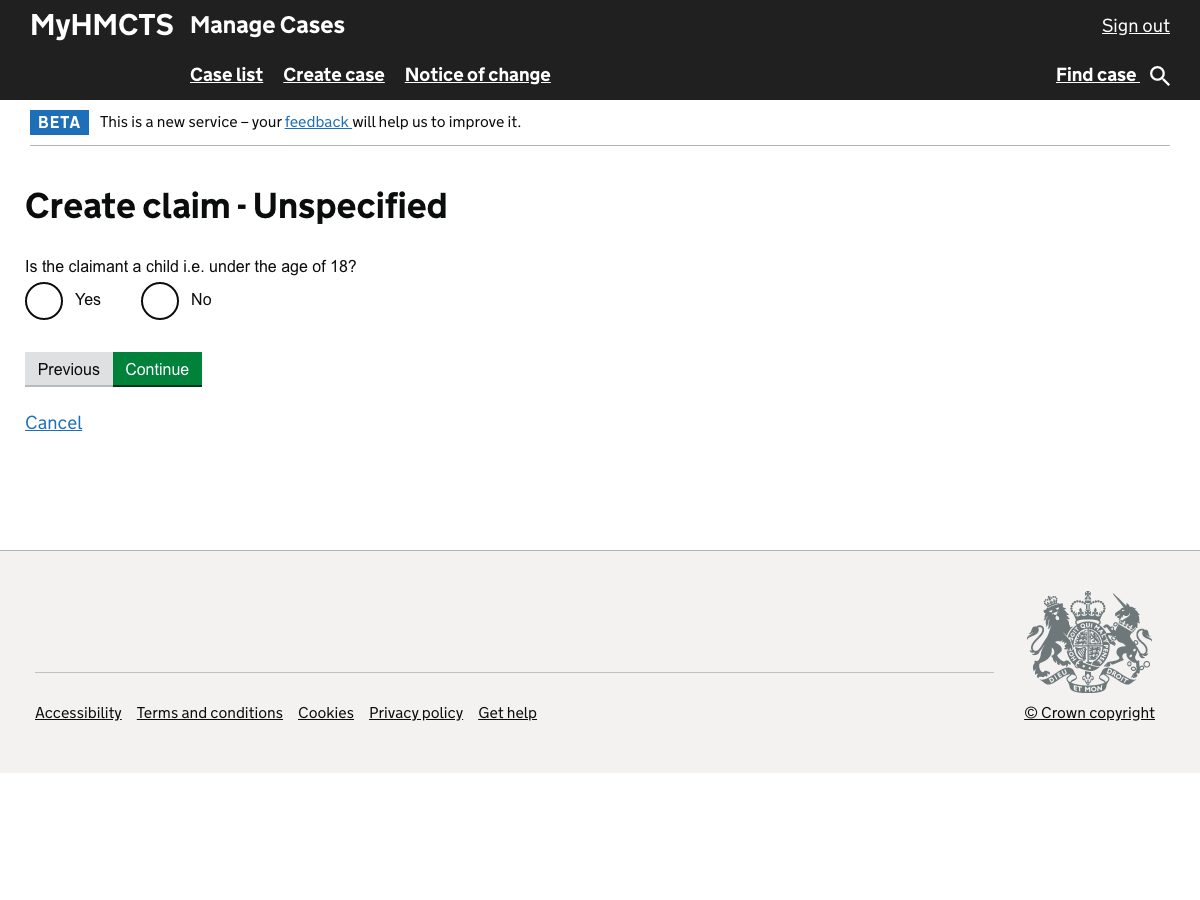 MyHMCTS Manage Cases Sign out
Case list Create case Notice of change Find case
BETA This is a new service – your feedback will help us to improve it.
Create claim - Unspecified
Is the claimant a child i.e. under the age of 18?
Yes No
Previous Continue
Cancel
DIEU ET MON DROIT
Accessibility Terms and conditions Cookies Privacy policy Get help © Crown copyright